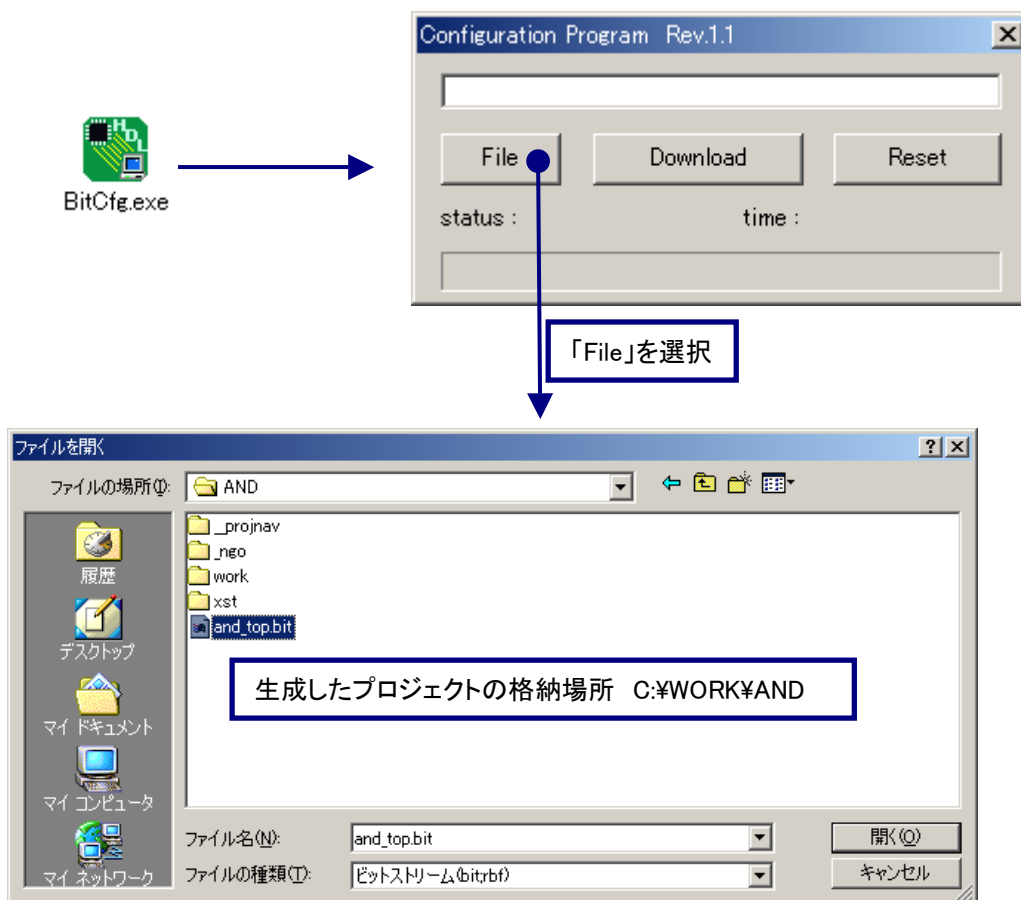 Configuration Program Rev.1.1
HDL
BitCfg.exe
File
Download
Reset
status :
time :
「File」を選択
ファイルを開く
ファイルの場所(I):
AND
_projnav
_ngo
work
xst
and_top.bit
履歴
デスクトップ
マイ ドキュメント
マイ コンピュータ
マイ ネットワーク
生成したプロジェクトの格納場所 C:¥WORK¥AND
ファイル名(N):
and_top.bit
開く(O)
ファイルの種類(T):
ビットストリーム(bit;rbf)
キャンセル